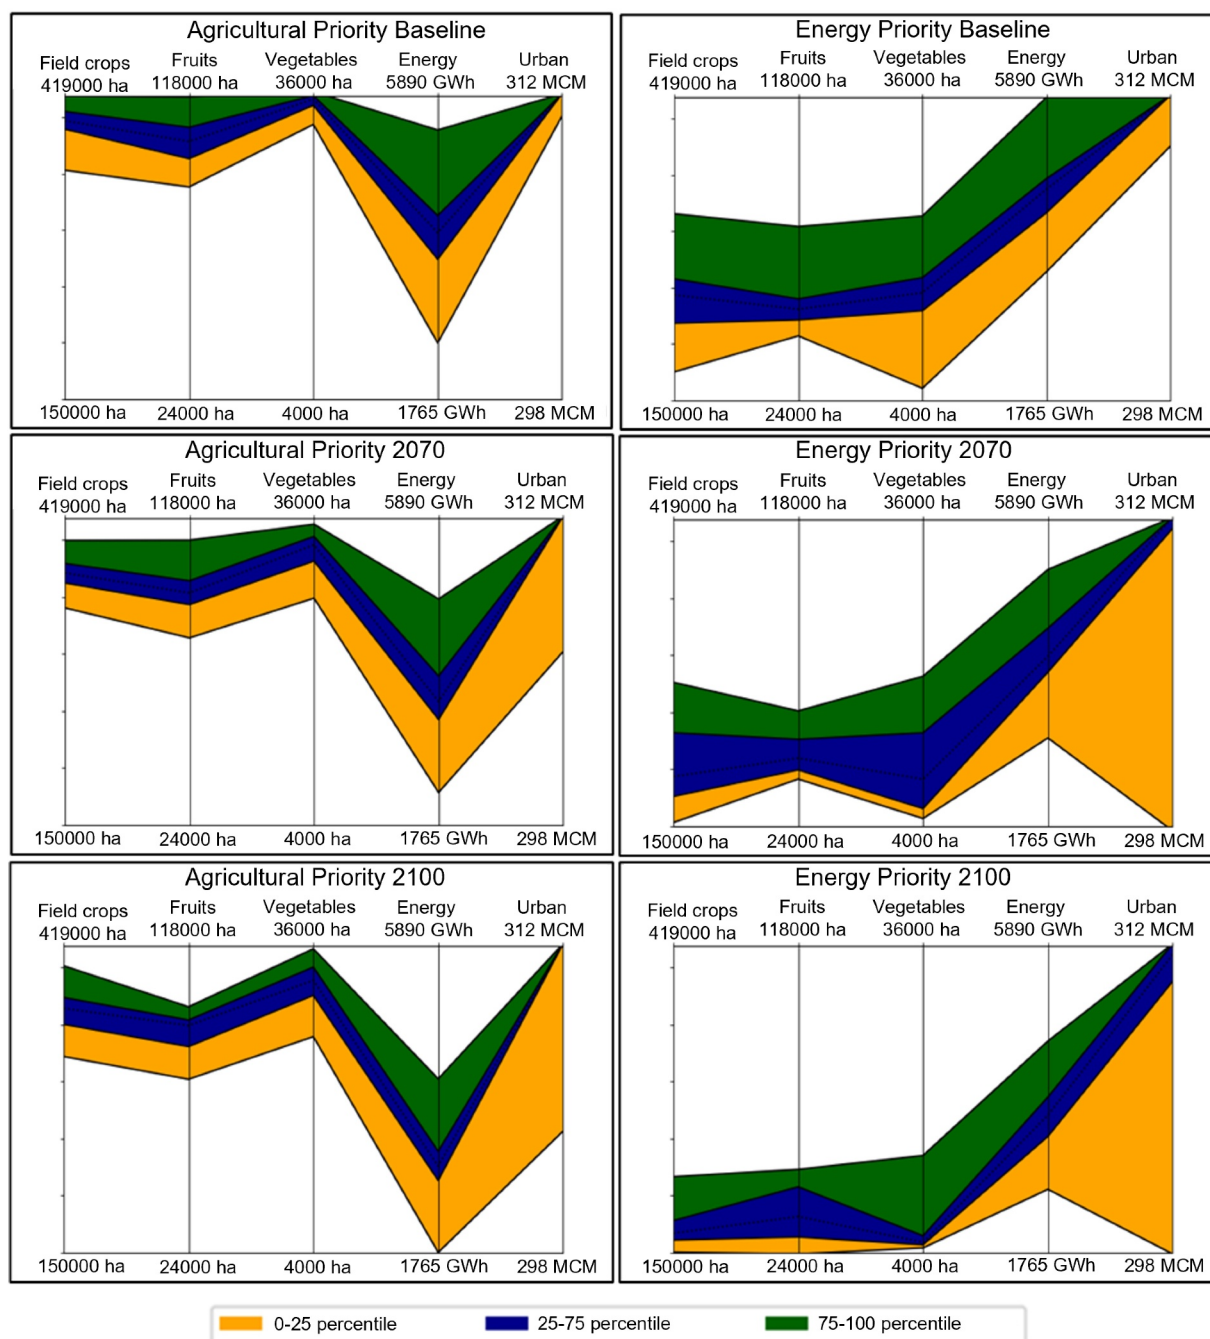 Agricultural Priority Baseline
Field crops Fruits Vegetables Energy Urban
419000 ha 118000 ha 36000 ha 5890 GWh 312 MCM
150000 ha 24000 ha 4000 ha 1765 GWh 298 MCM
Energy Priority Baseline
Field crops Fruits Vegetables Energy Urban
419000 ha 118000 ha 36000 ha 5890 GWh 312 MCM
150000 ha 24000 ha 4000 ha 1765 GWh 298 MCM
Agricultural Priority 2070
Field crops Fruits Vegetables Energy Urban
419000 ha 118000 ha 36000 ha 5890 GWh 312 MCM
150000 ha 24000 ha 4000 ha 1765 GWh 298 MCM
Energy Priority 2070
Field crops Fruits Vegetables Energy Urban
419000 ha 118000 ha 36000 ha 5890 GWh 312 MCM
150000 ha 24000 ha 4000 ha 1765 GWh 298 MCM
Agricultural Priority 2100
Field crops Fruits Vegetables Energy Urban
419000 ha 118000 ha 36000 ha 5890 GWh 312 MCM
150000 ha 24000 ha 4000 ha 1765 GWh 298 MCM
Energy Priority 2100
Field crops Fruits Vegetables Energy Urban
419000 ha 118000 ha 36000 ha 5890 GWh 312 MCM
150000 ha 24000 ha 4000 ha 1765 GWh 298 MCM
0-25 percentile 25-75 percentile 75-100 percentile